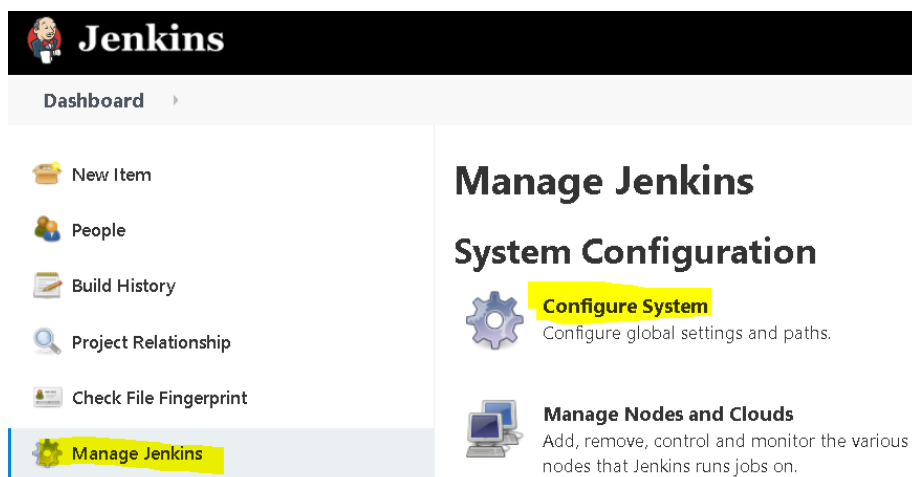 Jenkins
Dashboard
New Item
People
Build History
Project Relationship
Check File Fingerprint
Manage Jenkins
Manage Jenkins
System Configuration
Configure System
Configure global settings and paths.
Manage Nodes and Clouds
Add, remove, control and monitor the various
nodes that Jenkins runs jobs on.